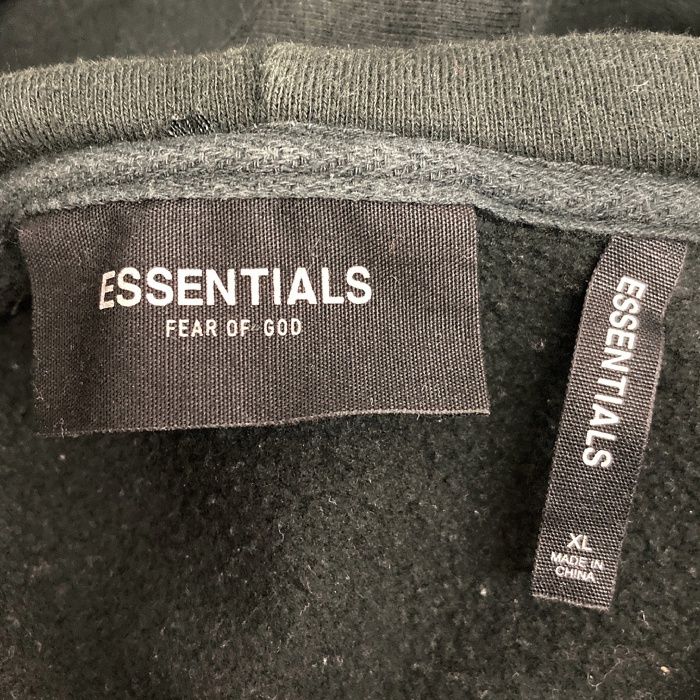 ESSENTIALS
FEAR OF GOD
ESSENTIALS
XL
MADE IN
CHINA